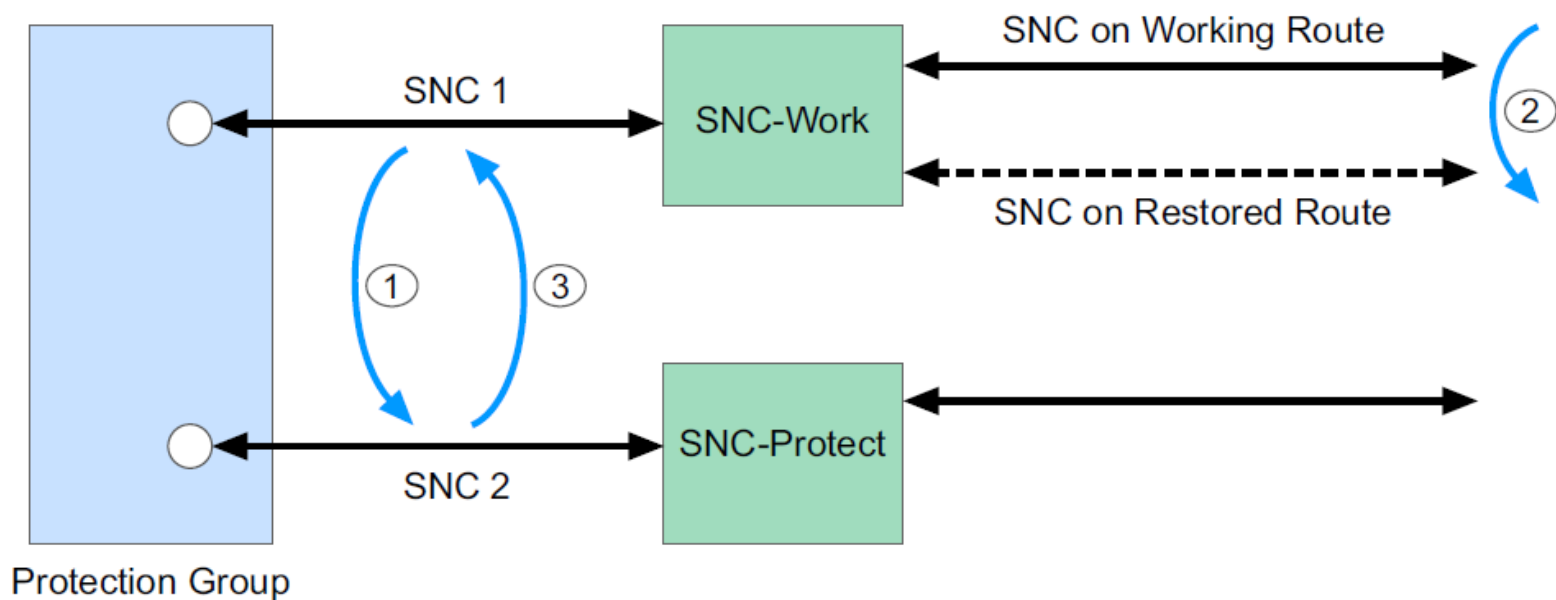 SNC on Working Route
SNC 1
SNC-Work
2
SNC on Restored Route
1
3
SNC-Protect
SNC 2
Protection Group